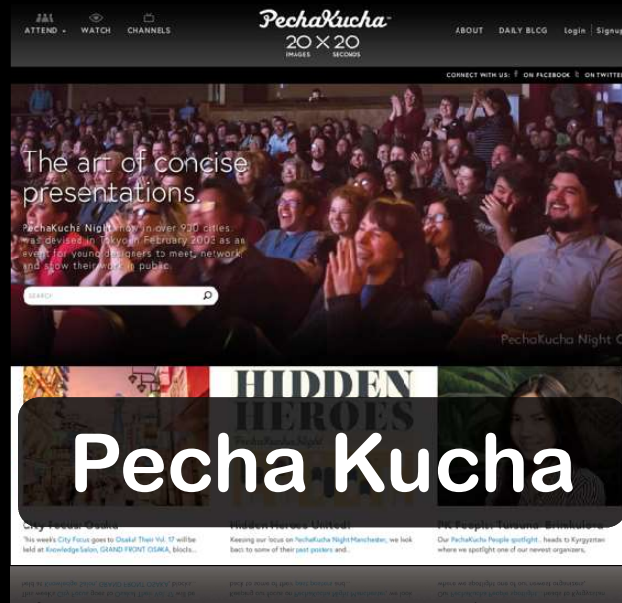 ATTEND
WATCH
CHANNELS
PechaKucha
20 X 20
IMAGES SECONDS
ABOUT
DAILY BLOG
login
Signup
CONNECT WITH US:
ON FACEBOOK
ON TWITTER
The art of concise
presentations.
PechaKucha Night, now in over 900 cities,
was devised in Tokyo in February 2003 as an
event for young designers to meet, network,
and show their work in public.
SEARCH
PechaKucha Night
HIDDEN
HEROES
PechaKucha Night
Pecha Kucha
City Focus: Osaka
Hidden Heroes United!
PK People:
This week's City Focus goes to Osaka! Their Vol. 17 will be
held at Knowledge Salon, GRAND FRONT OSAKA, blocks...
Keeping our focus on PechaKucha Night Manchester, we look
back to some of their past posters and...
Our PechaKucha People spotlight... heads to Kyrgyzstan
where we spotlight one of our newest organizers,